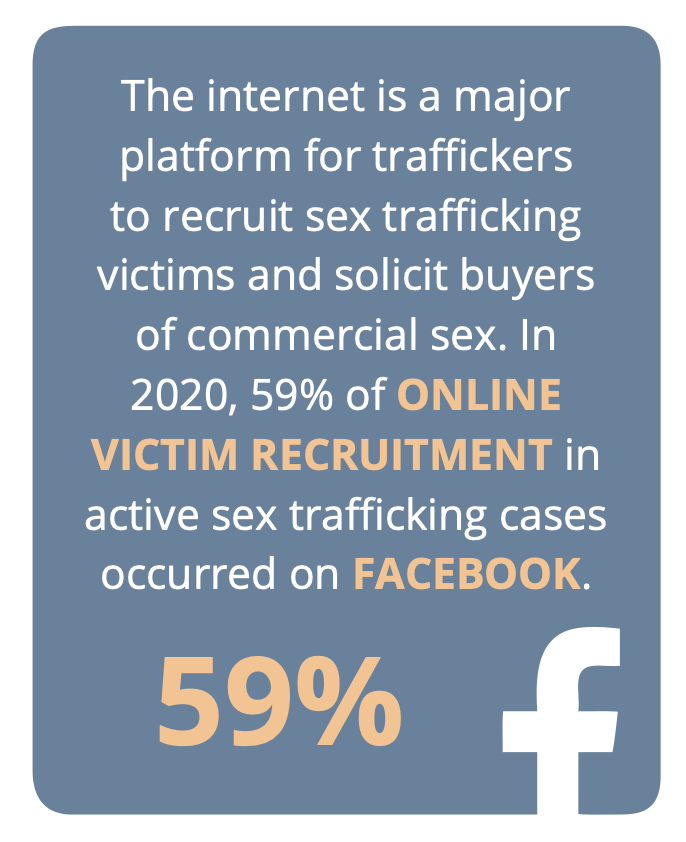 The internet is a major
platform for traffickers
to recruit sex trafficking
victims and solicit buyers
of commercial sex. In
2020, 59% of ONLINE
VICTIM RECRUITMENT in
active sex trafficking cases
occurred on FACEBOOK.
59%